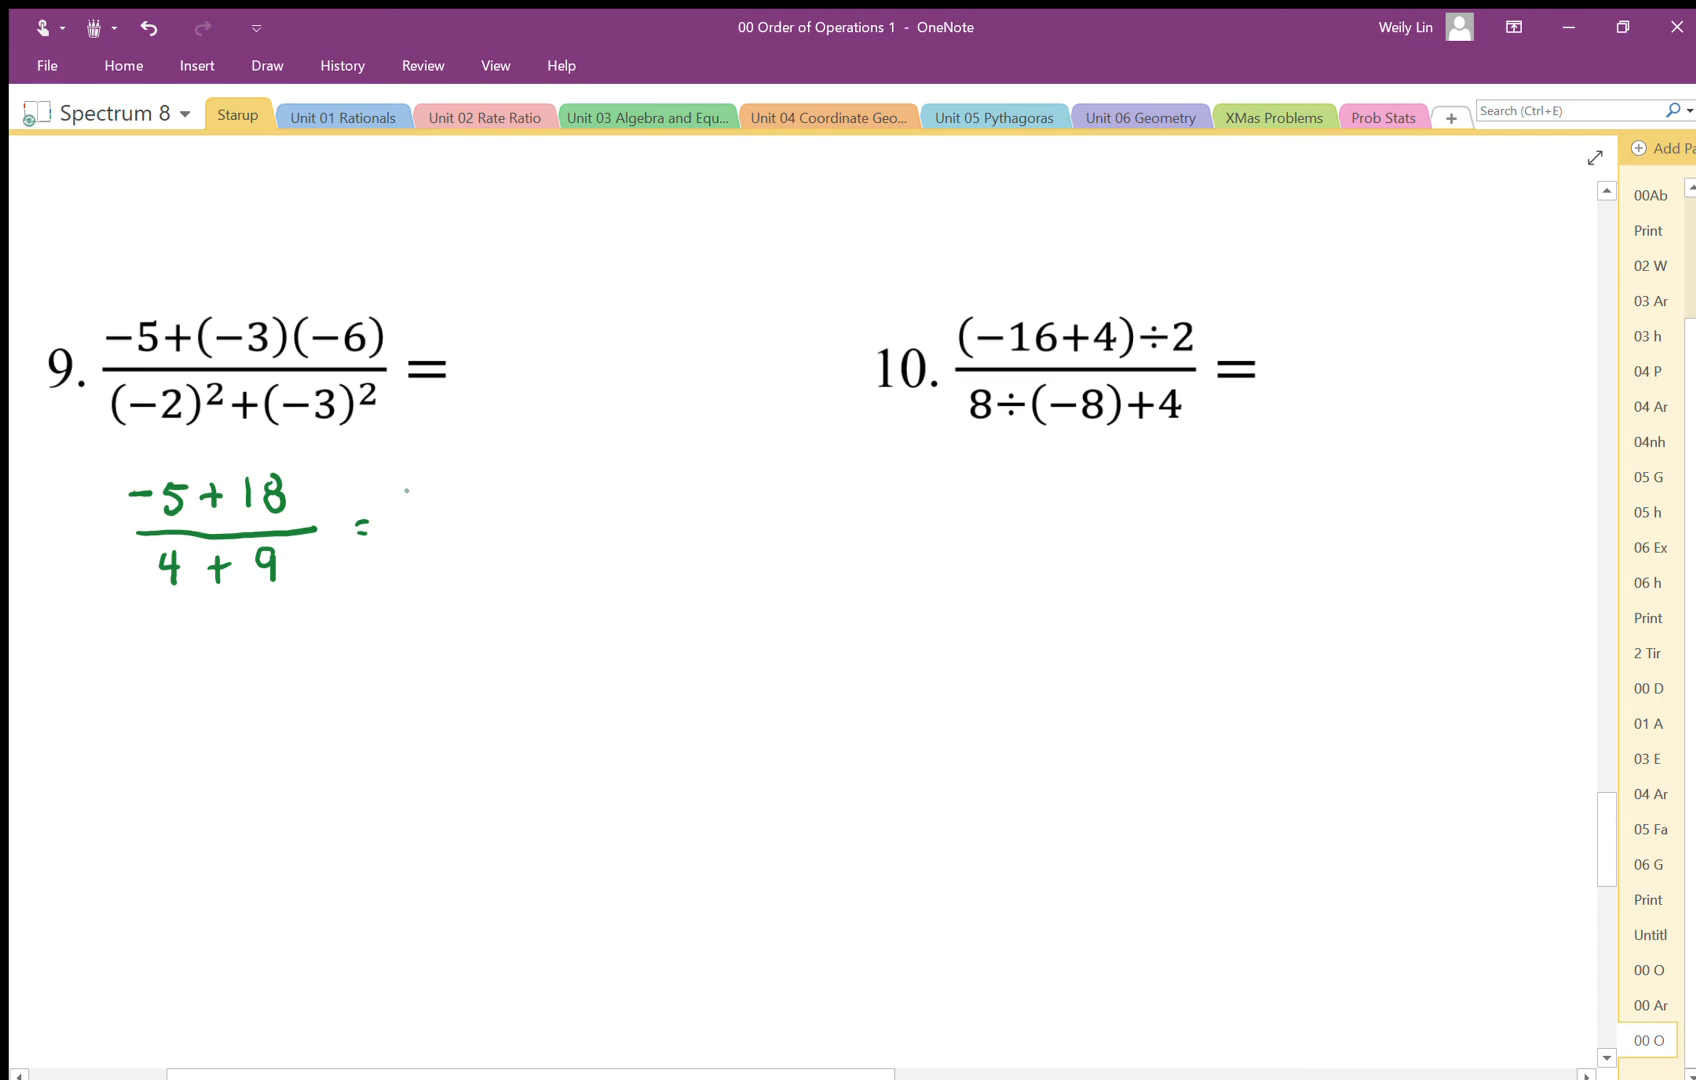 00 Order of Operations 1 - OneNote
Weily Lin
File Home Insert Draw History Review View Help
Spectrum 8
Starup
Unit 01 Rationals
Unit 02 Rate Ratio
Unit 03 Algebra and Equ...
Unit 04 Coordinate Geo...
Unit 05 Pythagoras
Unit 06 Geometry
XMas Problems
Prob Stats
+
Search (Ctrl+E)
Add Pa
9. −5+(−3)(−6)
(−2)²+(−3)² =
-5+18
4+9 =
10. (−16+4)÷2
8÷(−8)+4 =
00Ab
Print
02 W
03 Ar
03 h
04 P
04 Ar
04nh
05 G
05 h
06 Ex
06 h
Print
2 Tir
00 D
01 A
03 E
04 Ar
05 Fa
06 G
Print
Untitl
00 O
00 Ar
00 O